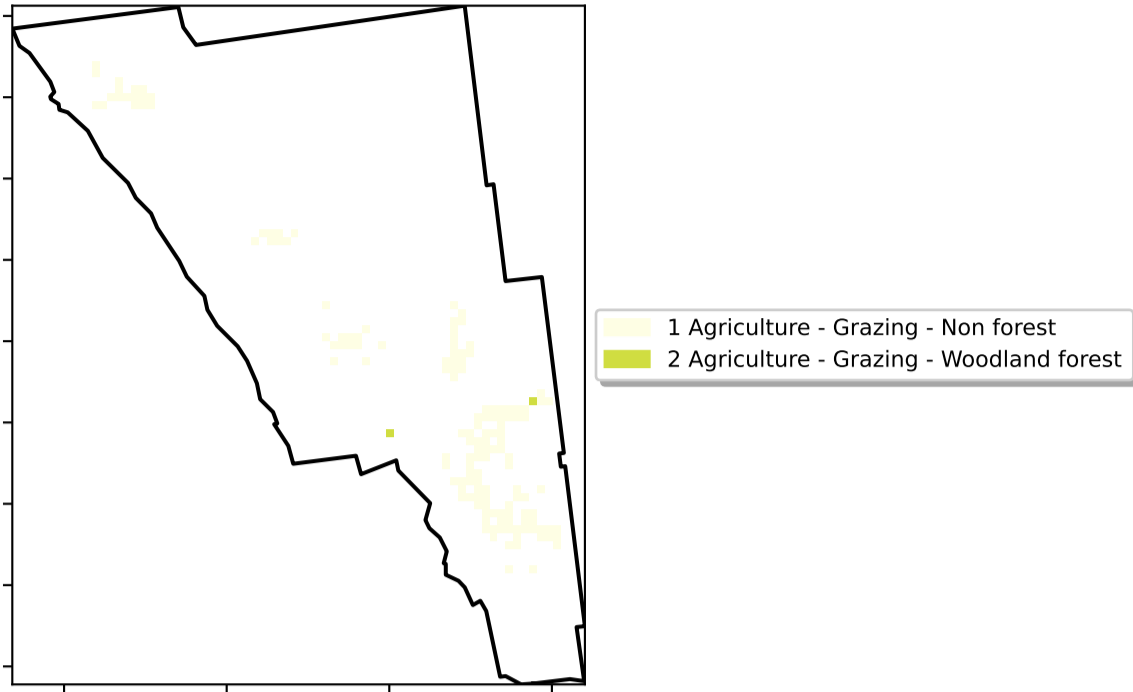 1 Agriculture - Grazing - Non forest
2 Agriculture - Grazing - Woodland forest